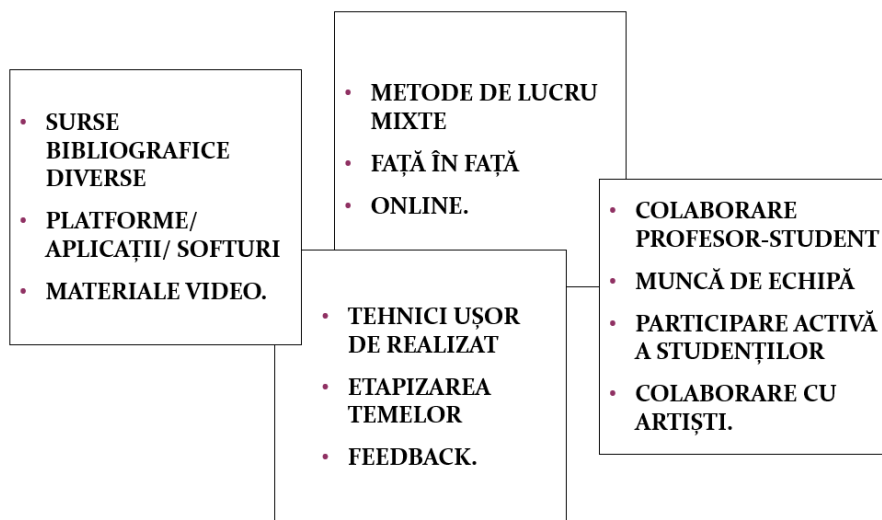 • SURSE
BIBLIOGRAFICE
DIVERSE
• PLATFORME/
APLICAȚII/ SOFTURI
• MATERIALE VIDEO.
• METODE DE LUCRU
MIXTE
• FAȚĂ ÎN FAȚĂ
• ONLINE.
• TEHNICI UȘOR
DE REALIZAT
• ETAPIZAREA
TEMELOR
• FEEDBACK.
• COLABORARE
PROFESOR-STUDENT
• MUNCĂ DE ECHIPĂ
• PARTICIPARE ACTIVĂ
A STUDENȚILOR
• COLABORARE CU
ARTIȘTI.